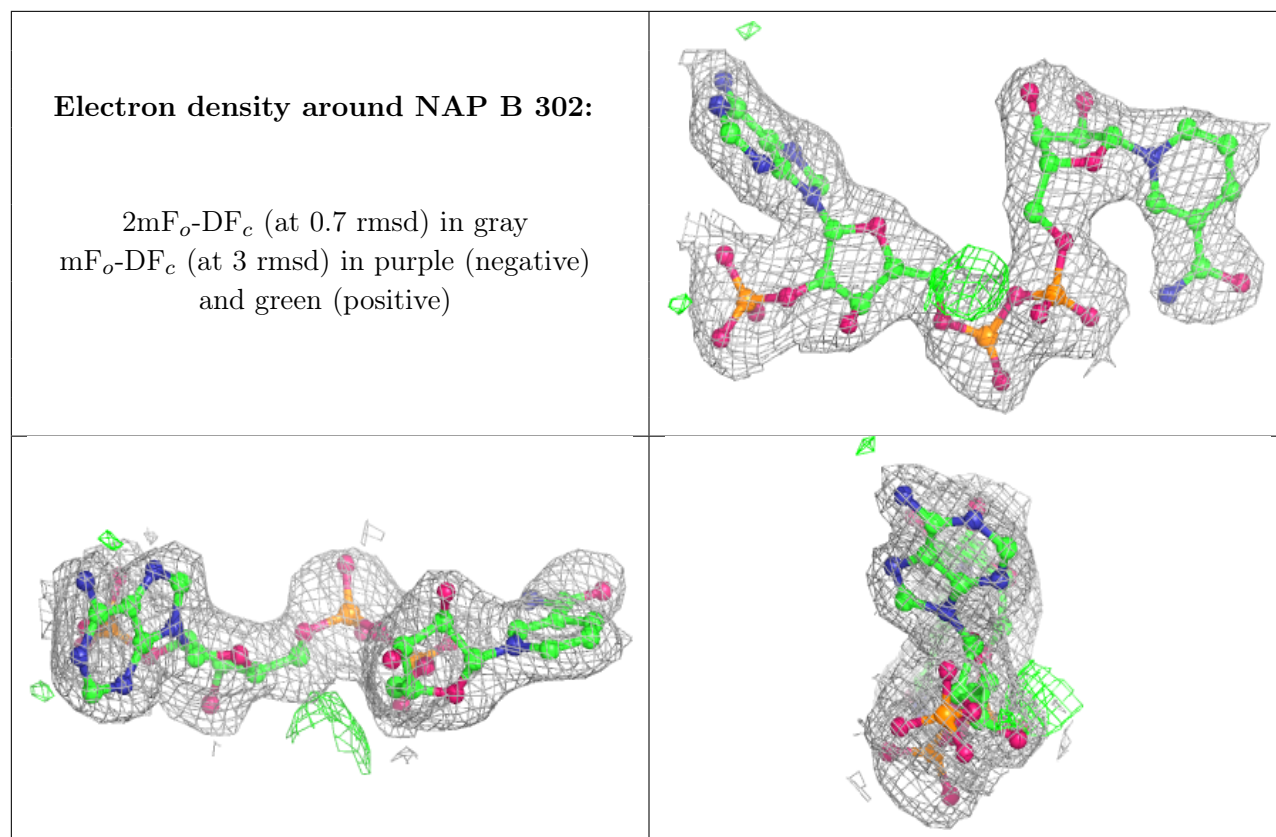 Electron density around NAP B 302:
2mFₒ-DF𝑐 (at 0.7 rmsd) in gray
mFₒ-DF𝑐 (at 3 rmsd) in purple (negative)
and green (positive)